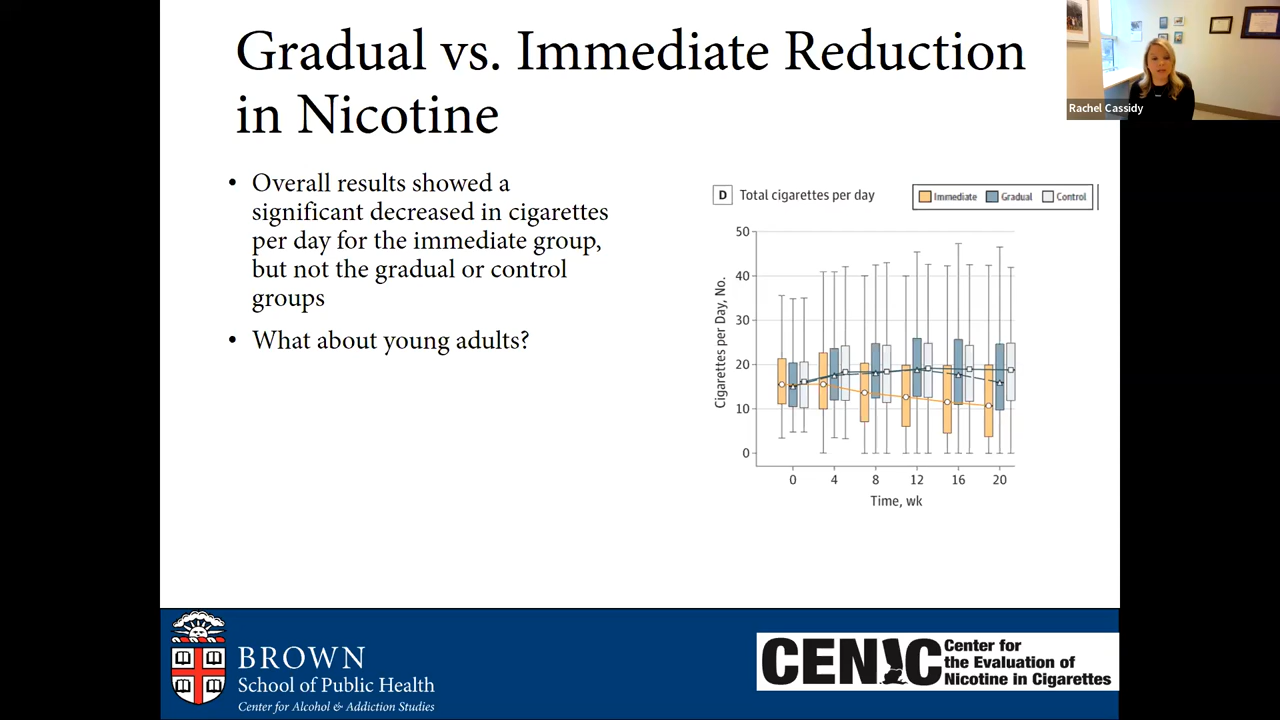 Gradual vs. Immediate Reduction
in Nicotine
Rachel Cassidy
• Overall results showed a
significant decreased in cigarettes
per day for the immediate group,
but not the gradual or control
groups
• What about young adults?
D Total cigarettes per day
Immediate Gradual Control
Cigarettes per Day, No.
50
40
30
20
10
0
0 4 8 12 16 20
Time, wk
BROWN
School of Public Health
Center for Alcohol & Addiction Studies
CENIC
Center for
the Evaluation of
Nicotine in Cigarettes